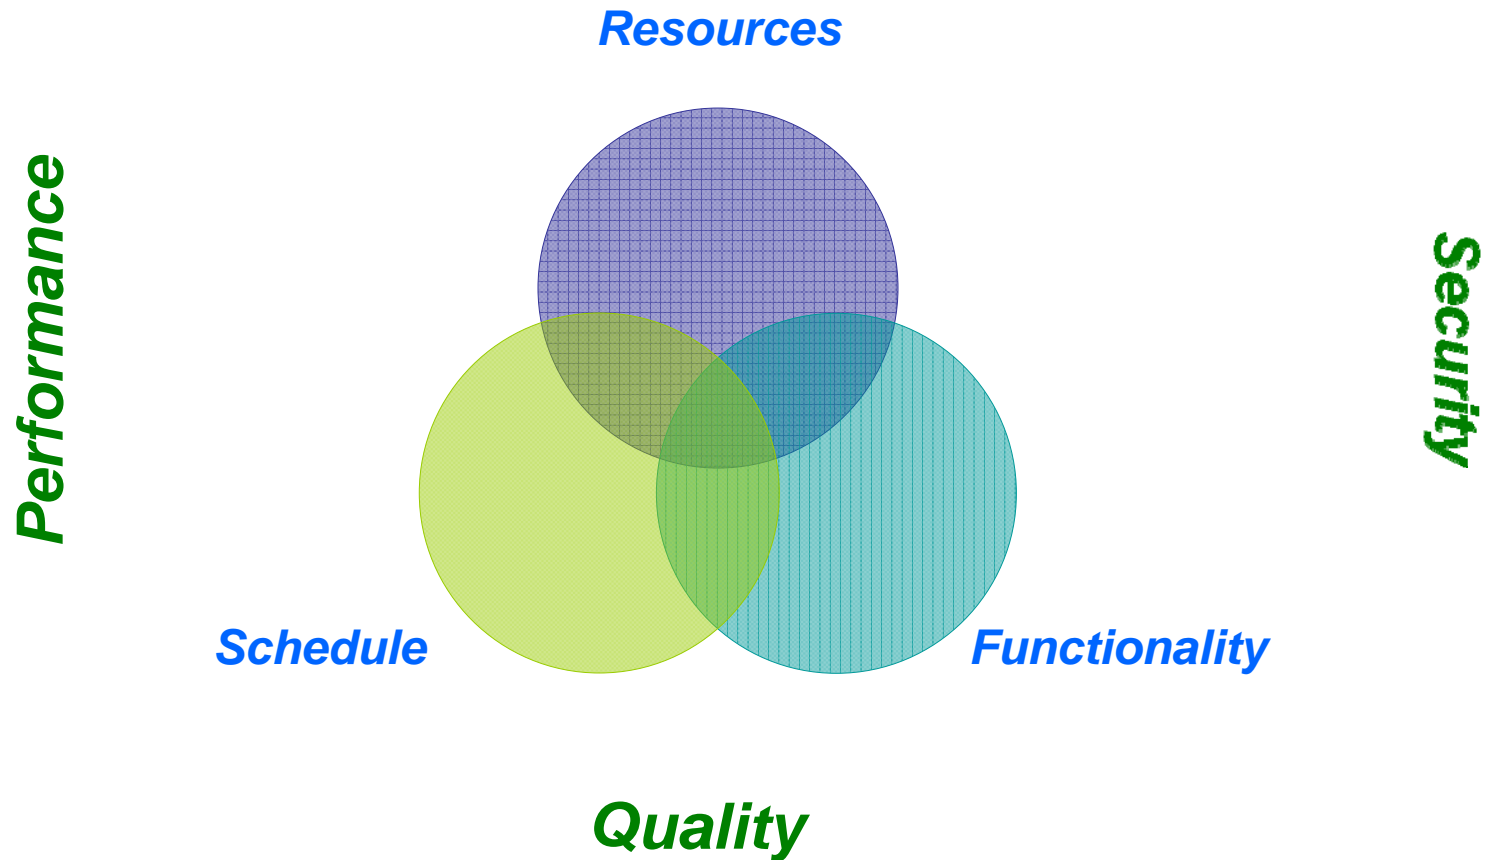 Resources
Performance
Security
Schedule
Functionality
Quality